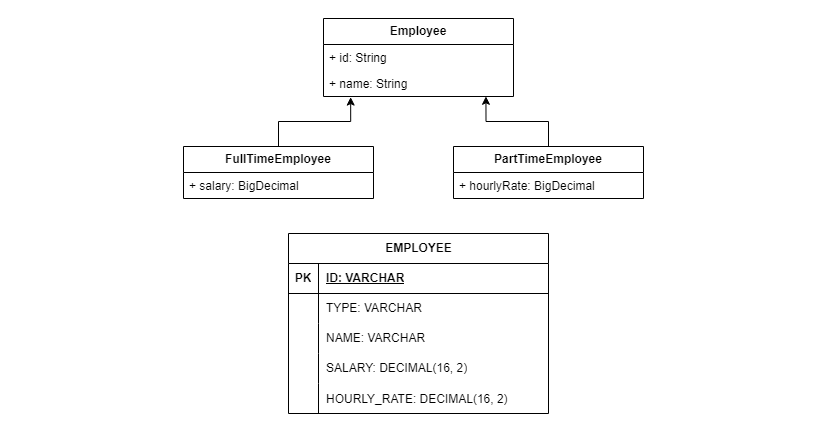 Employee
+ id: String
+ name: String
FullTimeEmployee
+ salary: BigDecimal
PartTimeEmployee
+ hourlyRate: BigDecimal
EMPLOYEE
PK ID: VARCHAR
TYPE: VARCHAR
NAME: VARCHAR
SALARY: DECIMAL(16, 2)
HOURLY_RATE: DECIMAL(16, 2)